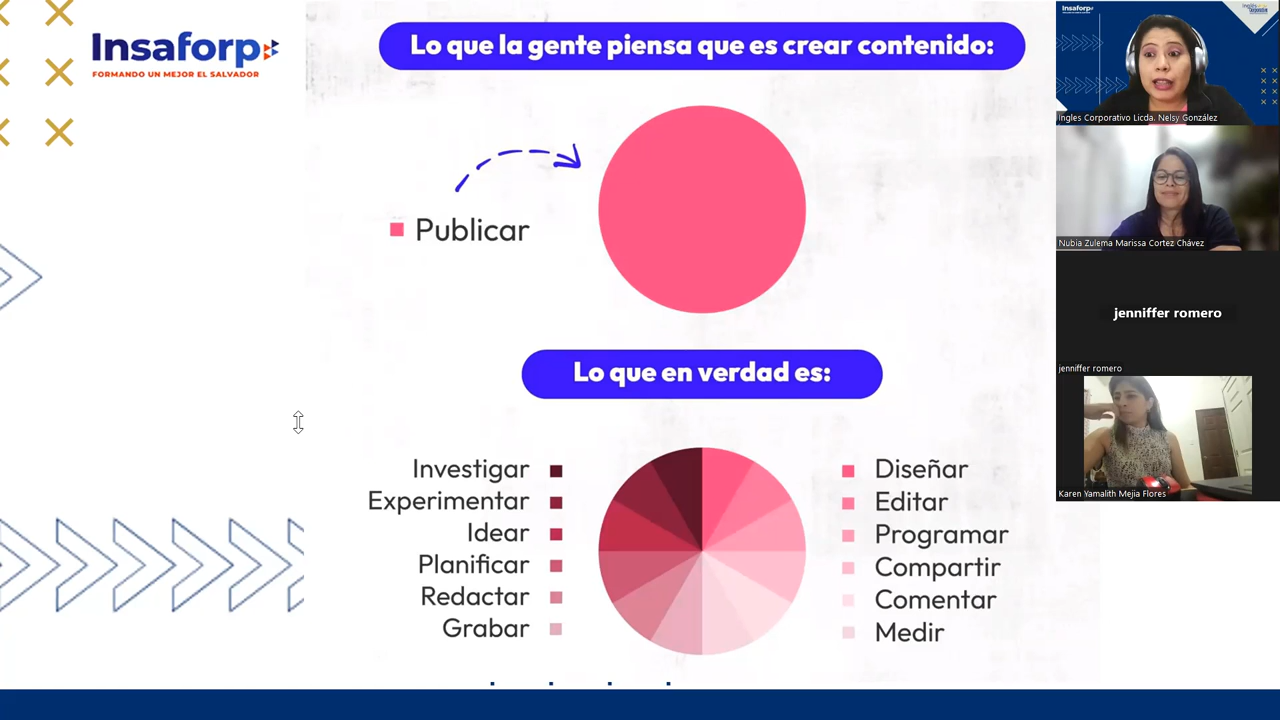 Insaforp
FORMANDO UN MEJOR EL SALVADOR
Lo que la gente piensa que es crear contenido:
Publicar
Lo que en verdad es:
Investigar
Experimentar
Idear
Planificar
Redactar
Grabar
Diseñar
Editar
Programar
Compartir
Comentar
Medir
Insaforp
Ingles Corporativo Licda. Nelsy González
Nubia Zulema Marissa Cortez Chávez
jenniffer romero
jenniffer romero
Karen Yamalith Mejia Flores